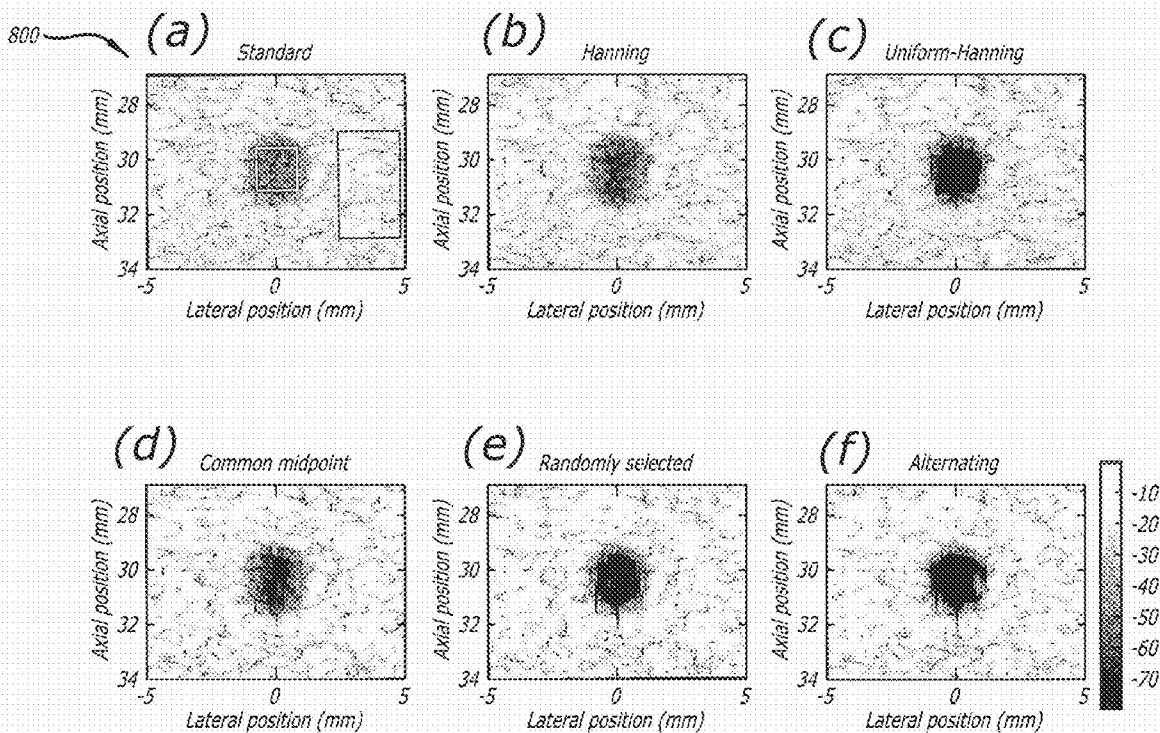 800
(a) (b) (c)
Standard Hanning Uniform-Hanning
28 28 28
30 30 30
32 32 32
34 34 34
-5 0 5 -5 0 5 -5 0 5
Axial position (mm) Axial position (mm) Axial position (mm)
Lateral position (mm) Lateral position (mm) Lateral position (mm)
(d) (e) (f)
Common midpoint Randomly selected Alternating
28 28 28
30 30 30
32 32 32
34 34 34
-5 0 5 -5 0 5 -5 0 5
Axial position (mm) Axial position (mm) Axial position (mm)
Lateral position (mm) Lateral position (mm) Lateral position (mm)
-10
-20
-30
-40
-50
-60
-70